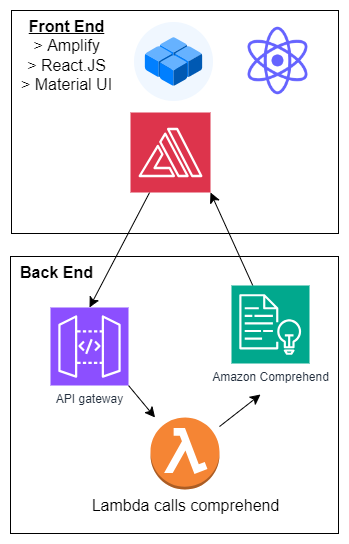 Front End
> Amplify
> React.JS
> Material UI
Back End
</>
API gateway
Amazon Comprehend
Lambda calls comprehend